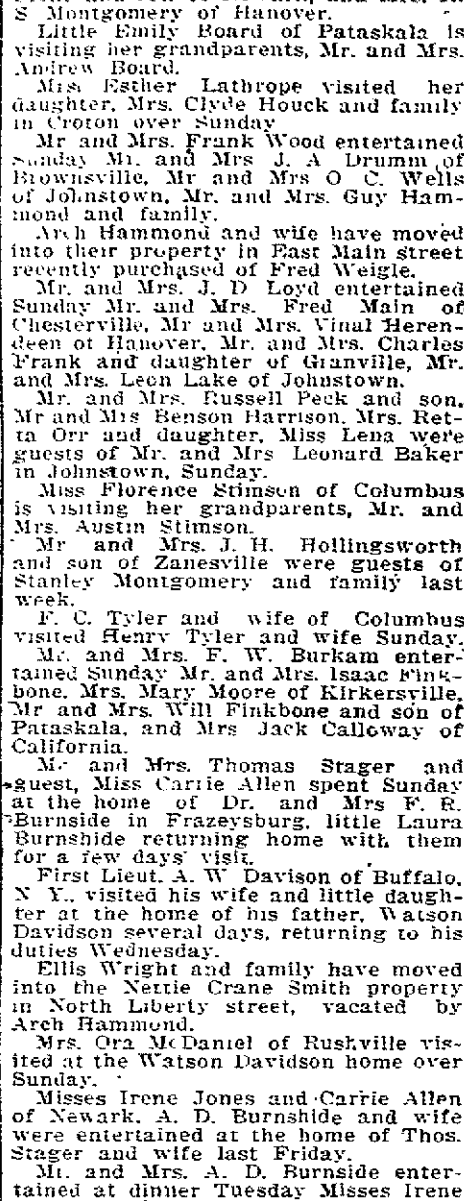 S Montgomery of Hanover.
Little Emily Board of Pataskala is
visiting her grandparents, Mr. and Mrs.
Andrew Board.
Mrs. Esther Lathrope visited her
daughter, Mrs. Clyde Houck and family
in Croton over Sunday
Mr and Mrs. Frank Wood entertained
Sunday Mr. and Mrs J. A Drumm of
Brownsville, Mr and Mrs O C. Wells
of Johnstown, Mr. and Mrs. Guy Ham-
mond and family.
Arch Hammond and wife have moved
into their property in East Main street
recently purchased of Fred Weigle.
Mr. and Mrs. J. D Loyd entertained
Sunday Mr. and Mrs. Fred Main of
Chesterville, Mr and Mrs. Vinal Heren-
deen of Hanover, Mr. and Mrs. Charles
Frank and daughter of Granville, Mr.
and Mrs. Leon Lake of Johnstown.
Mr. and Mrs. Russell Peck and son,
Mr and Mrs Benson Harrison, Mrs. Ret-
ta Orr and daughter, Miss Lena were
guests of Mr. and Mrs Leonard Baker
in Johnstown, Sunday.
Miss Florence Stimson of Columbus
is visiting her grandparents, Mr. and
Mrs. Austin Stimson.
Mr and Mrs. J. H. Hollingsworth
and son of Zanesville were guests of
Stanley Montgomery and family last
week.
F. C. Tyler and wife of Columbus
visited Henry Tyler and wife Sunday.
Mr. and Mrs. F. W. Burkam enter-
tained Sunday Mr. and Mrs. Isaac Fink-
bone, Mrs. Mary Moore of Kirkersville,
Mr and Mrs. Will Finkbone and son of
Pataskala, and Mrs Jack Calloway of
California.
Mr and Mrs. Thomas Stager and
guest, Miss Carrie Allen spent Sunday
at the home of Dr. and Mrs F. R.
Burnside in Frazeysburg, little Laura
Burnshide returning home with them
for a few days' visit.
First Lieut. A. W Davison of Buffalo,
N Y., visited his wife and little daugh-
ter at the home of his father, Watson
Davidson several days, returning to his
duties Wednesday.
Ellis Wright and family have moved
into the Nettie Crane Smith property
in North Liberty street, vacated by
Arch Hammond.
Mrs. Ora McDaniel of Rushville vis-
ited at the Watson Davidson home over
Sunday.
Misses Irene Jones and Carrie Allen
of Newark, A. D. Burnshide and wife
were entertained at the home of Thos.
Stager and wife last Friday.
Mr. and Mrs. A. D. Burnside enter-
tained at dinner Tuesday Misses Irene